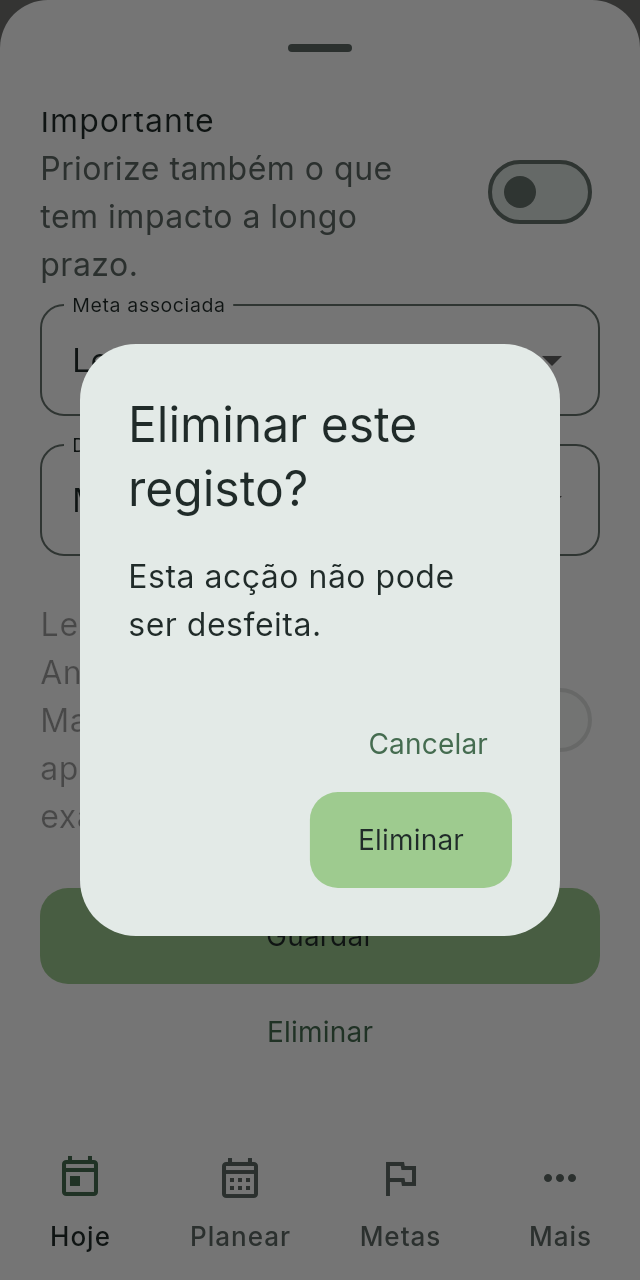 Importante
Priorize também o que
tem impacto a longo
prazo.
Meta associada
Eliminar este
registo?
Esta acção não pode
ser desfeita.
Cancelar
Eliminar
Guardar
Eliminar
Hoje
Planear
Metas
Mais